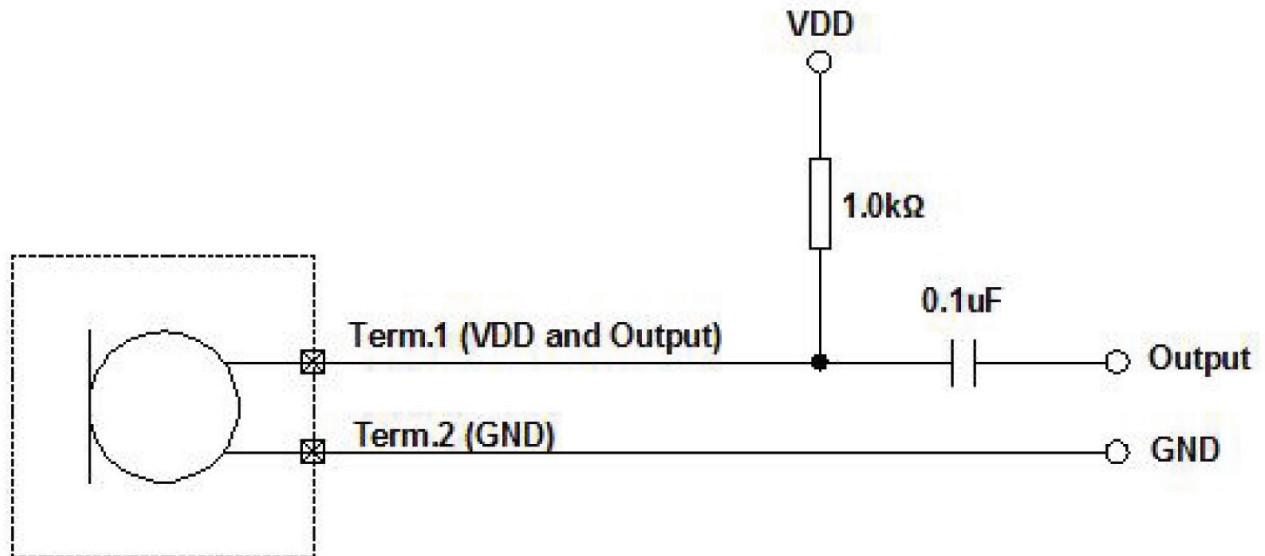 VDD
1.0kΩ
0.1uF
Term.1 (VDD and Output)
Output
Term.2 (GND)
GND